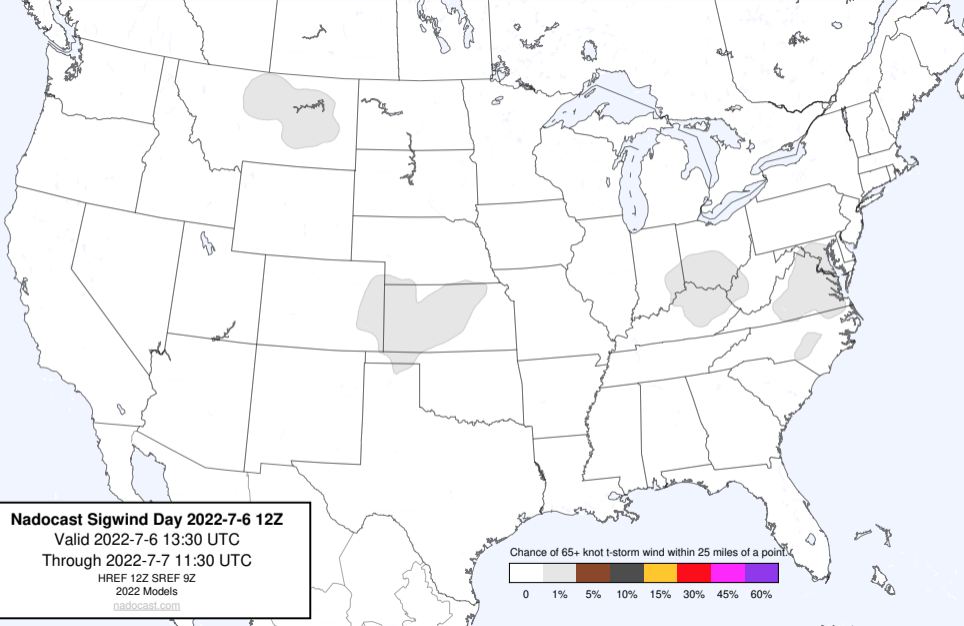 Nadocast Sigwind Day 2022-7-6 12Z
Valid 2022-7-6 13:30 UTC
Through 2022-7-7 11:30 UTC
HREF 12Z SREF 9Z
2022 Models
nadocast.com
Chance of 65+ knot t-storm wind within 25 miles of a point.
0 1% 5% 10% 15% 30% 45% 60%